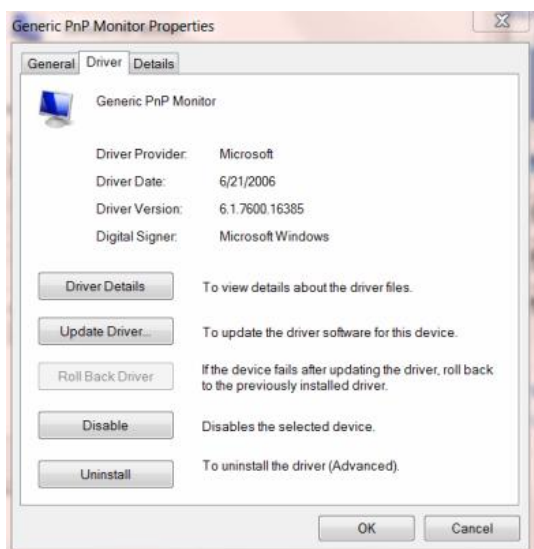 Generic PnP Monitor Properties
General Driver Details
Generic PnP Monitor
Driver Provider: Microsoft
Driver Date: 6/21/2006
Driver Version: 6.1.7600.16385
Digital Signer: Microsoft Windows
Driver Details To view details about the driver files.
Update Driver... To update the driver software for this device.
Roll Back Driver If the device fails after updating the driver, roll back
to the previously installed driver.
Disable Disables the selected device.
Uninstall To uninstall the driver (Advanced).
OK Cancel